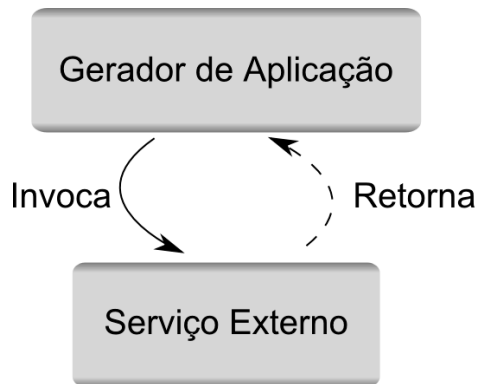 Gerador de Aplicação
Invoca
Retorna
Serviço Externo